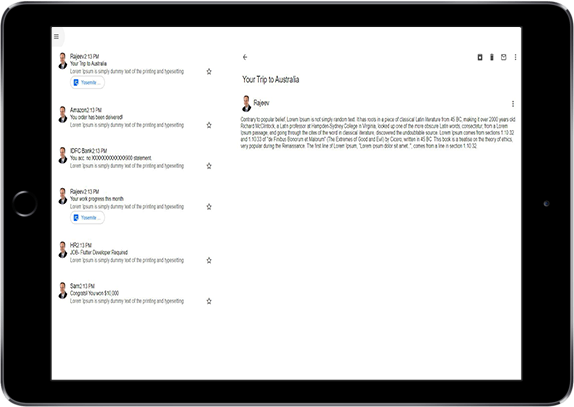 Rajeev2:13 PM
Your Trip to Australia
Lorem Ipsum is simply dummy text of the printing and typesetting
Yosemite ...
Amazon2:13 PM
You order has been delivered!
Lorem Ipsum is simply dummy text of the printing and typesetting
IDFC Bank2:13 PM
You acc. no XXXXXXXXXXXX900 statement.
Lorem Ipsum is simply dummy text of the printing and typesetting
Rajeev2:13 PM
Your work progress this month
Lorem Ipsum is simply dummy text of the printing and typesetting
Yosemite ...
HR2:13 PM
JOB- Flutter Developer Required
Lorem Ipsum is simply dummy text of the printing and typesetting
Sam2:13 PM
Congrats! You won $10,000
Lorem Ipsum is simply dummy text of the printing and typesetting
Your Trip to Australia
Rajeev
Contrary to popular belief, Lorem Ipsum is not simply random text. It has roots in a piece of classical Latin literature from 45 BC, making it over 2000 years old.
Richard McClintock, a Latin professor at Hampden-Sydney College in Virginia, looked up one of the more obscure Latin words, consectetur, from a Lorem
Ipsum passage, and going through the cites of the word in classical literature, discovered the undoubtable source. Lorem Ipsum comes from sections 1.10.32
and 1.10.33 of "de Finibus Bonorum et Malorum" (The Extremes of Good and Evil) by Cicero, written in 45 BC. This book is a treatise on the theory of ethics,
very popular during the Renaissance. The first line of Lorem Ipsum, "Lorem ipsum dolor sit amet..", comes from a line in section 1.10.32.